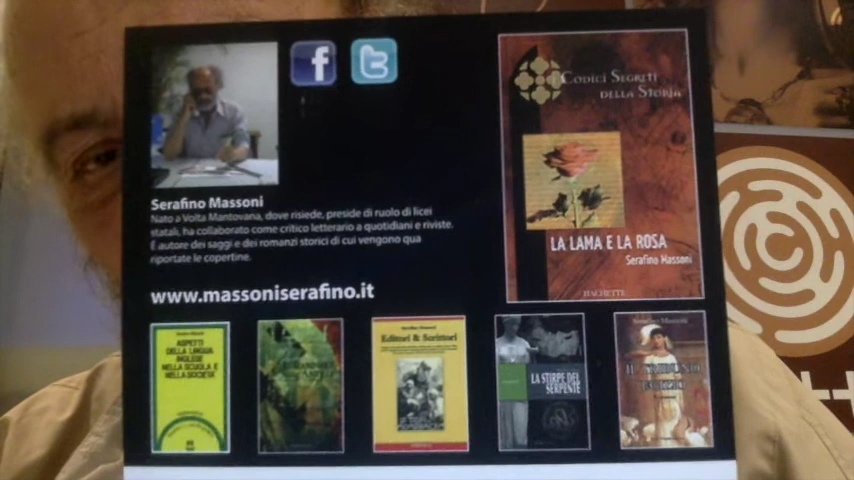 Serafino Massoni
Nato a Volta Mantovana, dove risiede, preside di ruolo di licei
statali, ha collaborato come critico letterario a quotidiani e riviste.
È autore dei saggi e dei romanzi storici di cui vengono qua
riportate le copertine.
www.massoniserafino.it
CODICI SEGRETI
DELLA STORIA
LA LAMA E LA ROSA
Serafino Massoni
HACHETTE
ASPETTI
DELLA LINGUA
INGLESE
NELLA SCUOLA E
NELLA SOCIETÀ
Editori & Scrittori
LA STIRPE DEL
SERPENTE
Serafino Massoni